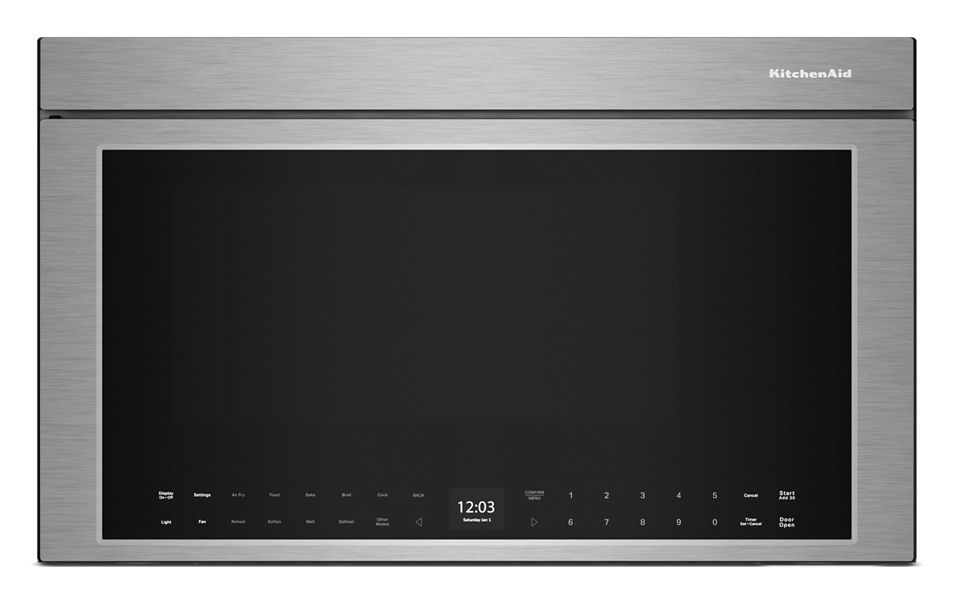 KitchenAid
Display
On-Off
Settings
Air Fry
Toast
Bake
Broil
Cook
BACK
12:03
Saturday Jan 1
CONFIRM
MENU
1 2 3 4 5
Cancel
Start
Add 30
Light
Fan
Reheat
Soften
Melt
Defrost
Other
Modes
6 7 8 9 0
Timer
Set-Cancel
Door
Open